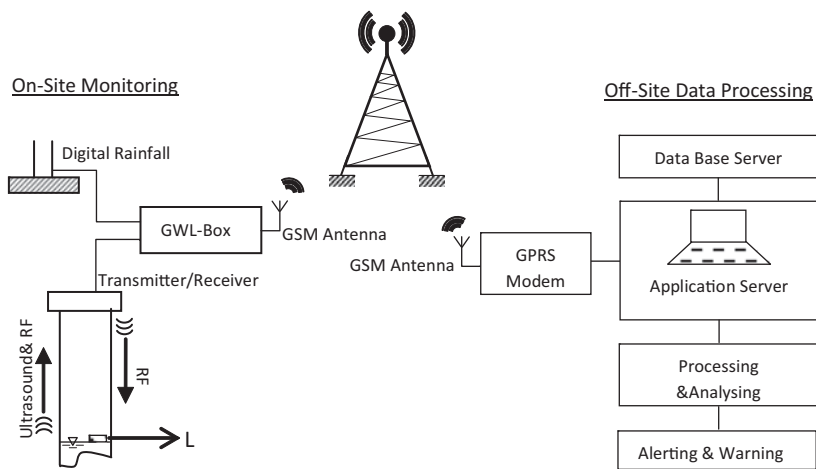 On-Site Monitoring
Digital Rainfall
GWL-Box
GSM Antenna
Transmitter/Receiver
Ultrasound& RF
RF
L
Off-Site Data Processing
Data Base Server
GSM Antenna
GPRS
Modem
Application Server
Processing
&Analysing
Alerting & Warning